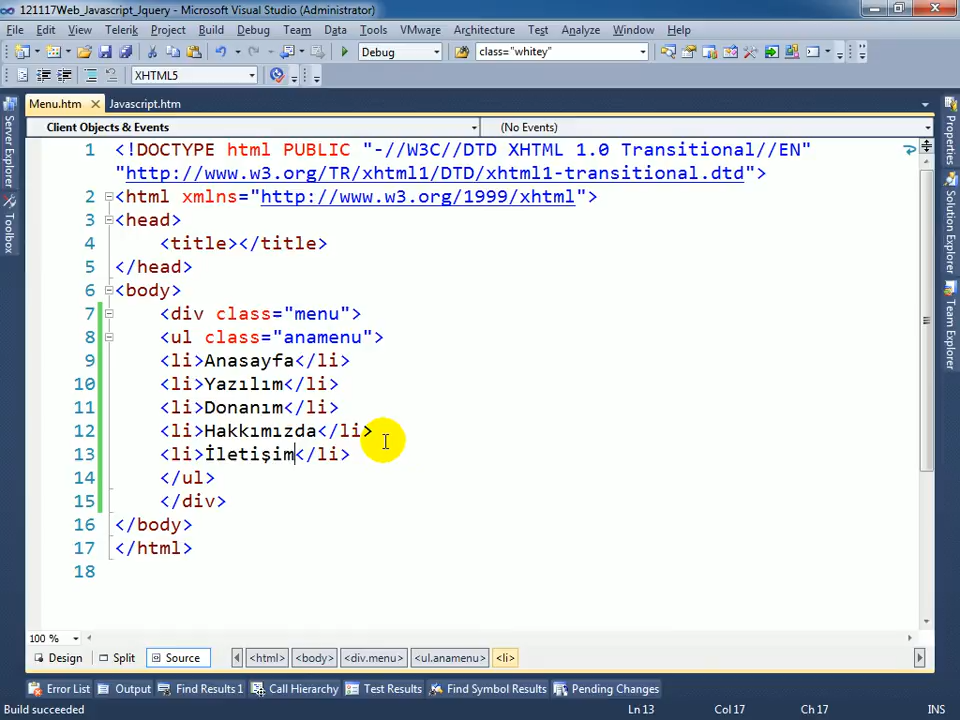 121117Web_Javascript_Jquery - Microsoft Visual Studio (Administrator)
File Edit View Telerik Project Build Debug Team Data Tools VMware Architecture Test Analyze Window Help
Debug class="whitey"
XHTML5
Menu.htm Javascript.htm
Client Objects & Events (No Events)
1 <!DOCTYPE html PUBLIC "-//W3C//DTD XHTML 1.0 Transitional//EN"
"http://www.w3.org/TR/xhtml1/DTD/xhtml1-transitional.dtd">
2 <html xmlns="http://www.w3.org/1999/xhtml">
3 <head>
4 <title></title>
5 </head>
6 <body>
7 <div class="menu">
8 <ul class="anamenu">
9 <li>Anasayfa</li>
10 <li>Yazılım</li>
11 <li>Donanım</li>
12 <li>Hakkımızda</li>
13 <li>İletişim</li>
14 </ul>
15 </div>
16 </body>
17 </html>
18
Server Explorer
Toolbox
Properties
Solution Explorer
Team Explorer
100 %
Design Split Source <html> <body> <div.menu> <ul.anamenu> <li>
Error List Output Find Results 1 Call Hierarchy Test Results Find Symbol Results Pending Changes
Build succeeded Ln 13 Col 17 Ch 17 INS